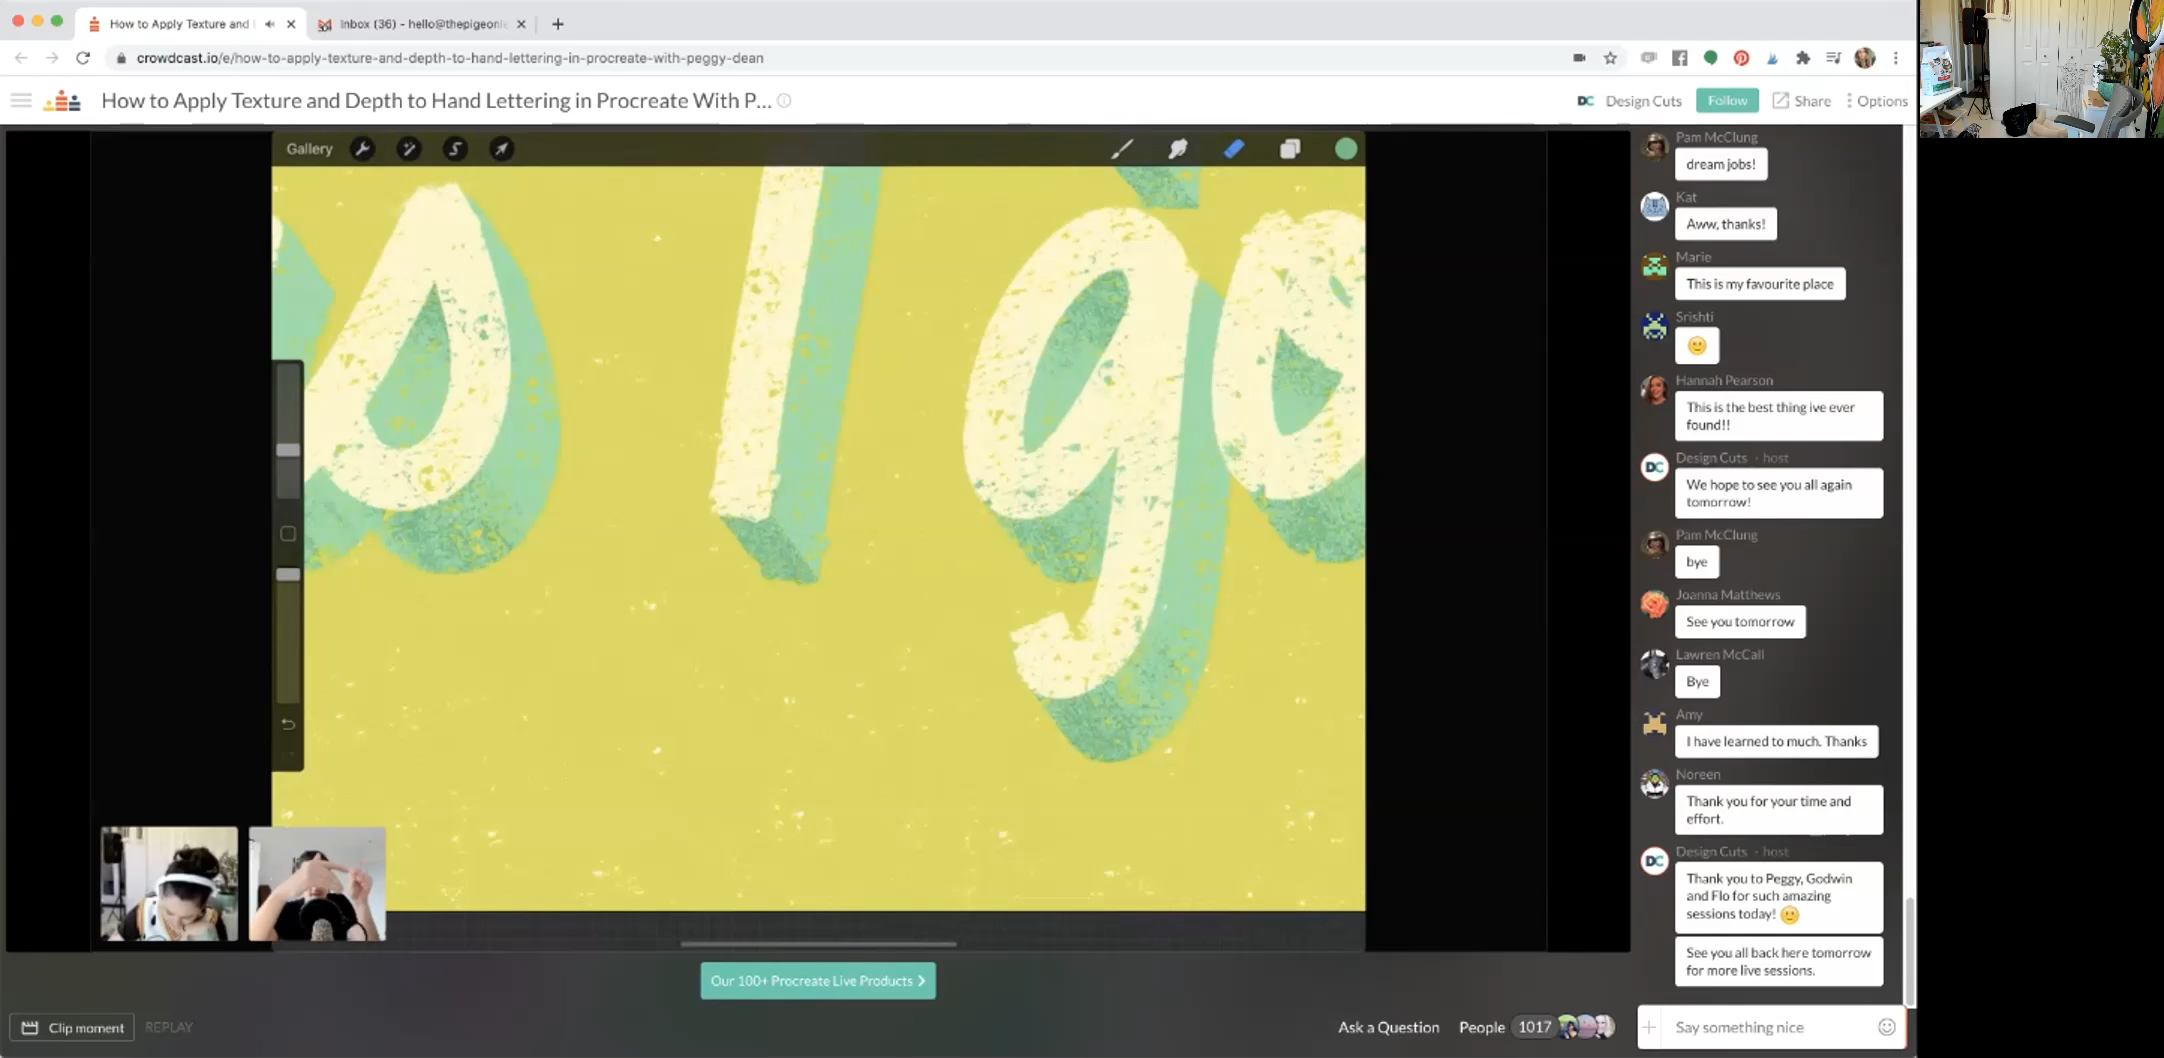 How to Apply Texture and
Inbox (36) - hello@thepigeonle
crowdcast.io/e/how-to-apply-texture-and-depth-to-hand-lettering-in-procreate-with-peggy-dean
How to Apply Texture and Depth to Hand Lettering in Procreate With P...
DC Design Cuts
Follow
Share
Options
Gallery
Pam McClung
dream jobs!
Kat
Aww, thanks!
Marie
This is my favourite place
Srishti
Hannah Pearson
This is the best thing ive ever
found!!
Design Cuts · host
DC
We hope to see you all again
tomorrow!
Pam McClung
bye
Joanna Matthews
See you tomorrow
Lawren McCall
Bye
Amy
I have learned to much. Thanks
Noreen
Thank you for your time and
effort.
Design Cuts · host
DC
Thank you to Peggy, Godwin
and Flo for such amazing
sessions today!
See you all back here tomorrow
for more live sessions.
Our 100+ Procreate Live Products
Clip moment
REPLAY
Ask a Question
People 1017
Say something nice